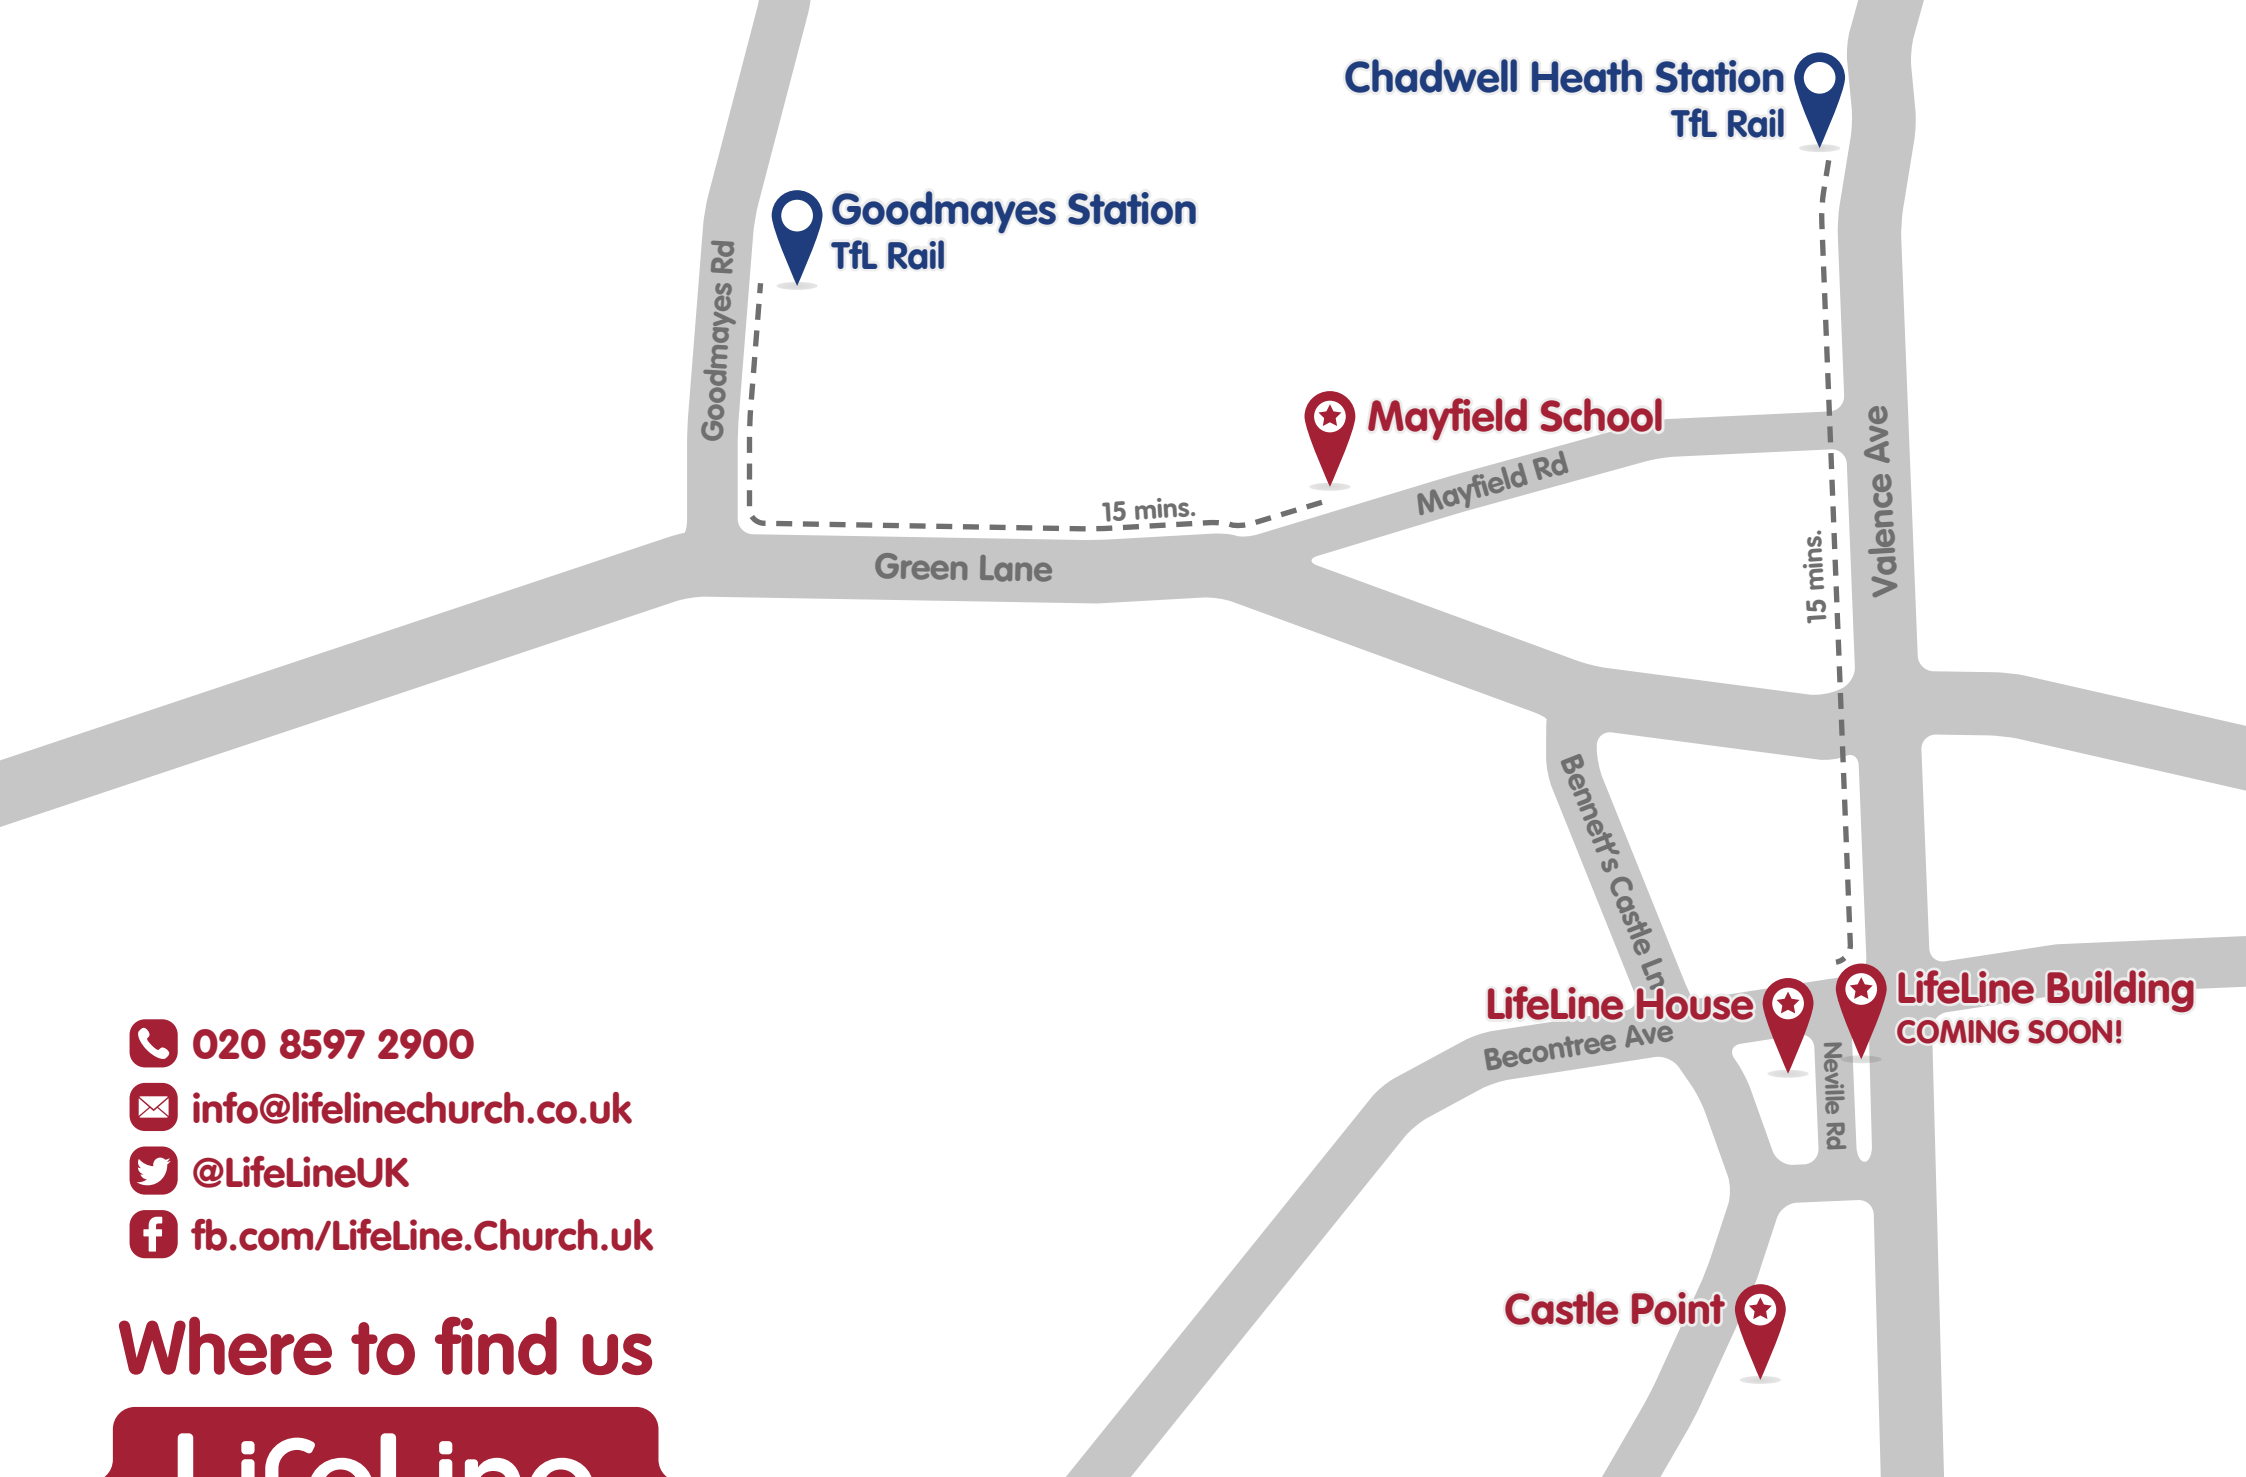 Chadwell Heath Station
TfL Rail
Goodmayes Station
TfL Rail
Goodmayes Rd
Mayfield School
Mayfield Rd
Valence Ave
15 mins.
15 mins.
Green Lane
Bennett's Castle Ln
LifeLine House
LifeLine Building
COMING SOON!
Becontree Ave
Neville Rd
Castle Point
020 8597 2900
info@lifelinechurch.co.uk
@LifeLineUK
fb.com/LifeLine.Church.uk
Where to find us
LifeLine